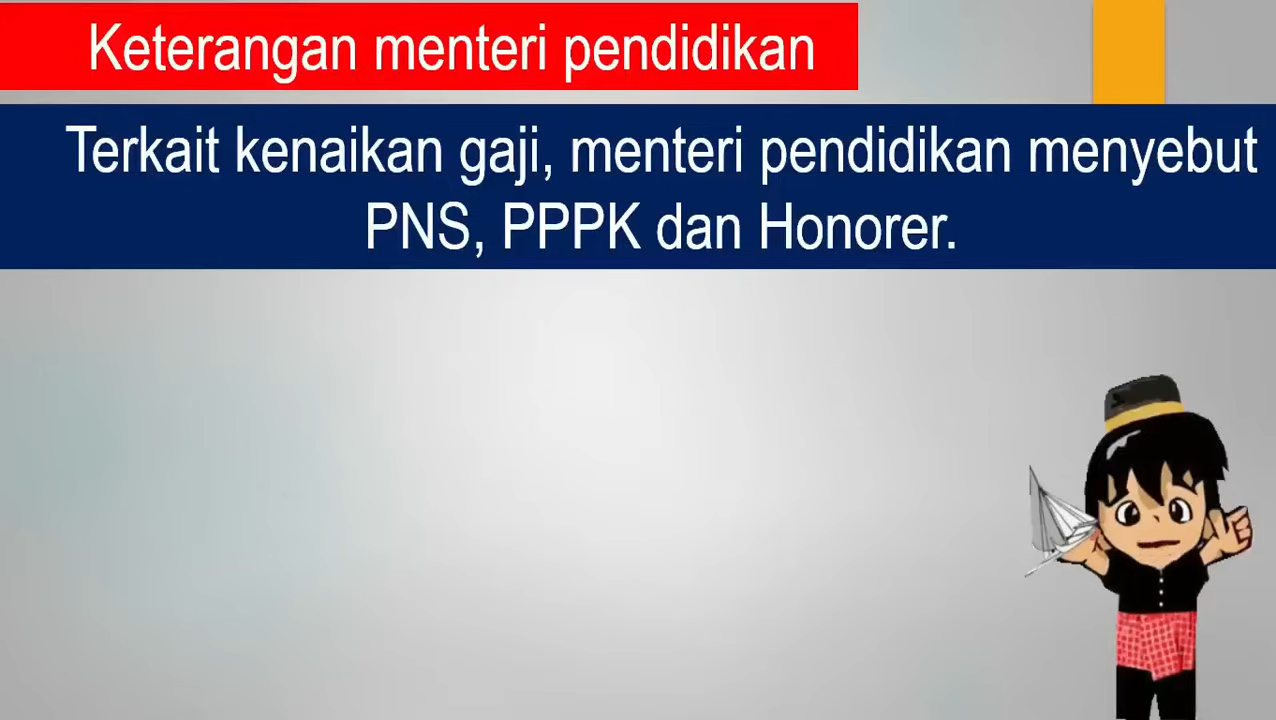 Keterangan menteri pendidikan
Terkait kenaikan gaji, menteri pendidikan menyebut
PNS, PPPK dan Honorer.